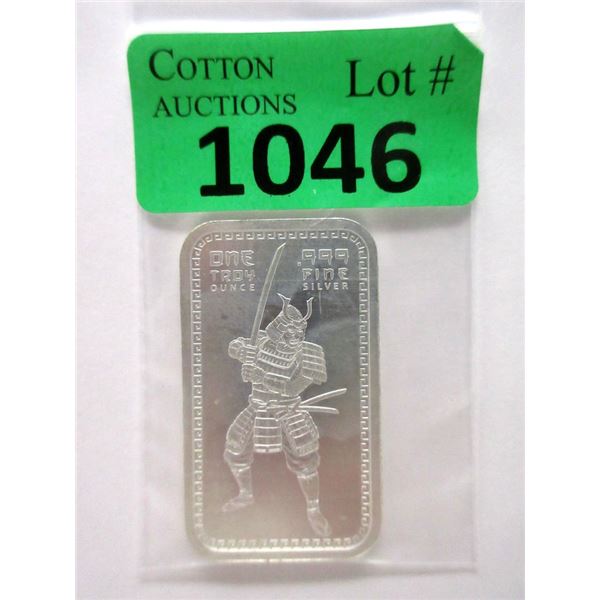 COTTON
AUCTIONS
Lot #
1046
ONE
TROY
OUNCE
.999
FINE
SILVER